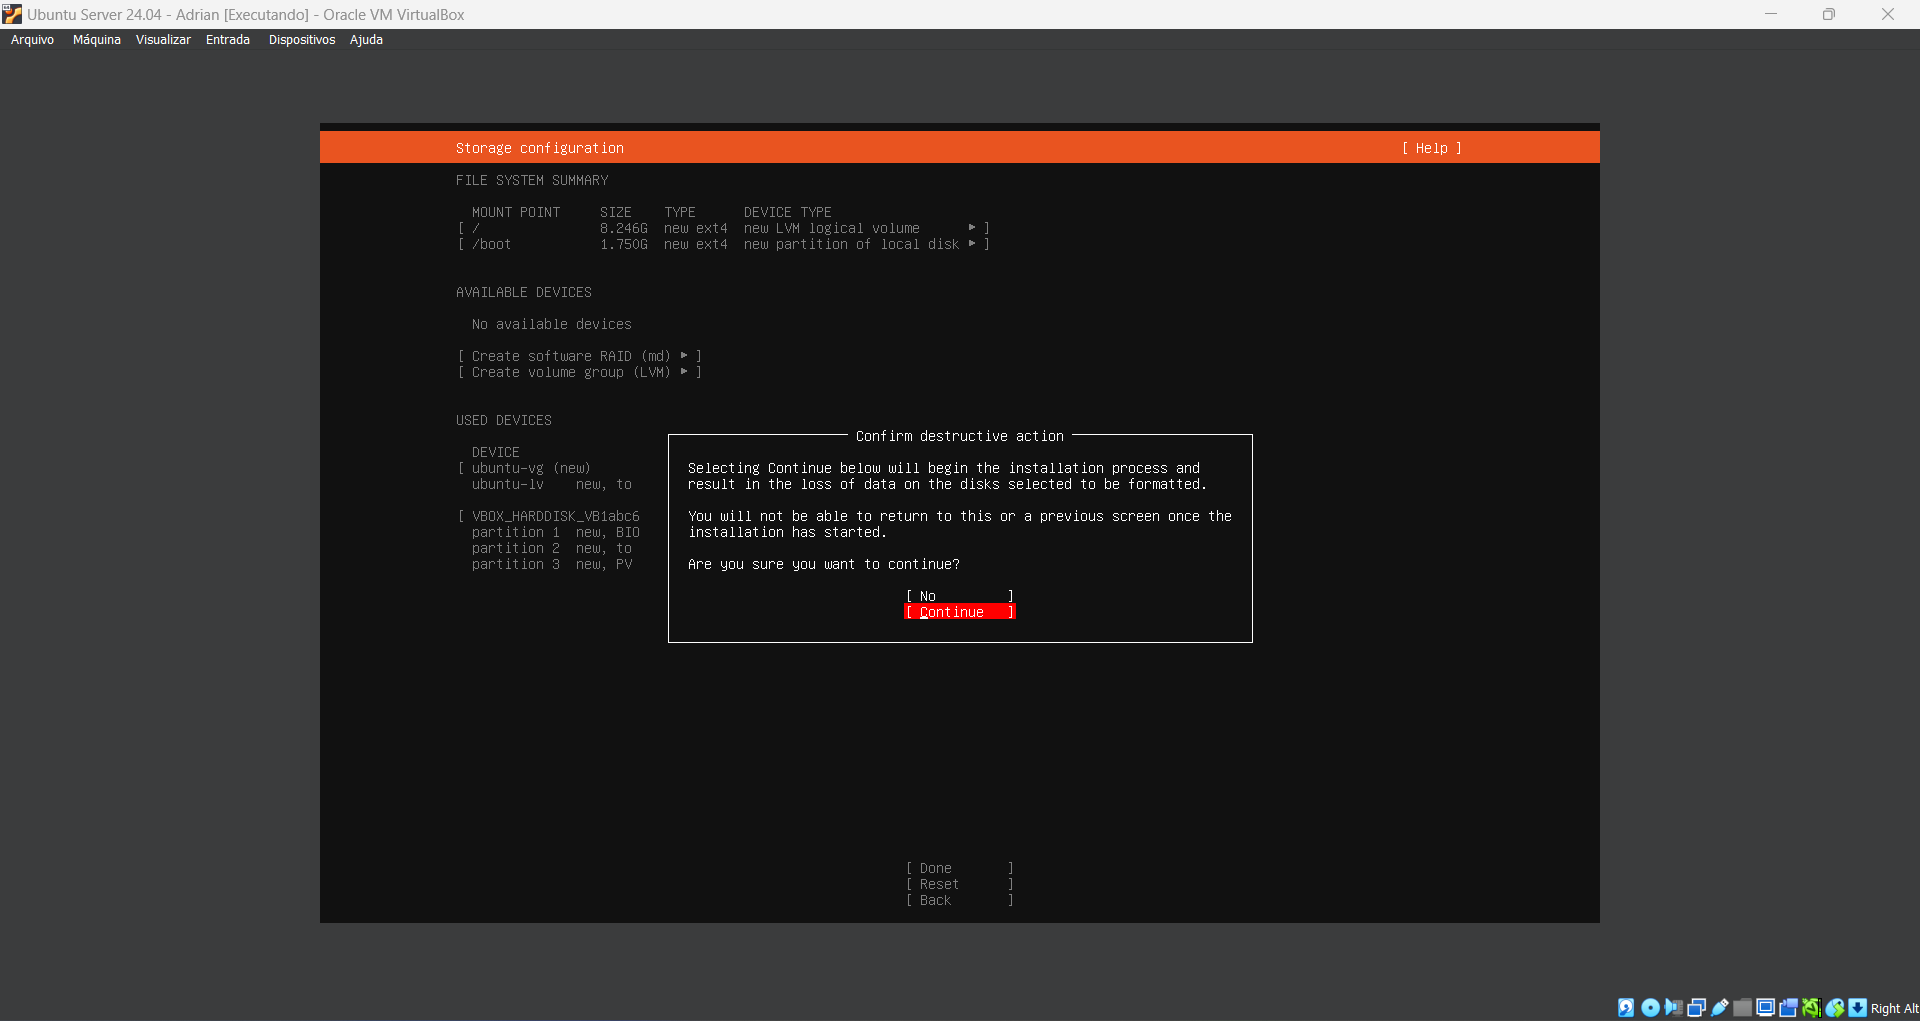 Ubuntu Server 24.04 - Adrian [Executando] - Oracle VM VirtualBox
Arquivo Máquina Visualizar Entrada Dispositivos Ajuda
Storage configuration [ Help ]
FILE SYSTEM SUMMARY
MOUNT POINT SIZE TYPE DEVICE TYPE
[ / 8.246G new ext4 new LVM logical volume ▸ ]
[ /boot 1.750G new ext4 new partition of local disk ▸ ]
AVAILABLE DEVICES
No available devices
[ Create software RAID (md) ▸ ]
[ Create volume group (LVM) ▸ ]
USED DEVICES
DEVICE
[ ubuntu-vg (new)
ubuntu-lv new, to
[ VBOX_HARDDISK_VB1abc6
partition 1 new, BIO
partition 2 new, to
partition 3 new, PV
Confirm destructive action
Selecting Continue below will begin the installation process and
result in the loss of data on the disks selected to be formatted.
You will not be able to return to this or a previous screen once the
installation has started.
Are you sure you want to continue?
[ No ]
[ Continue ]
[ Done ]
[ Reset ]
[ Back ]
Right Alt